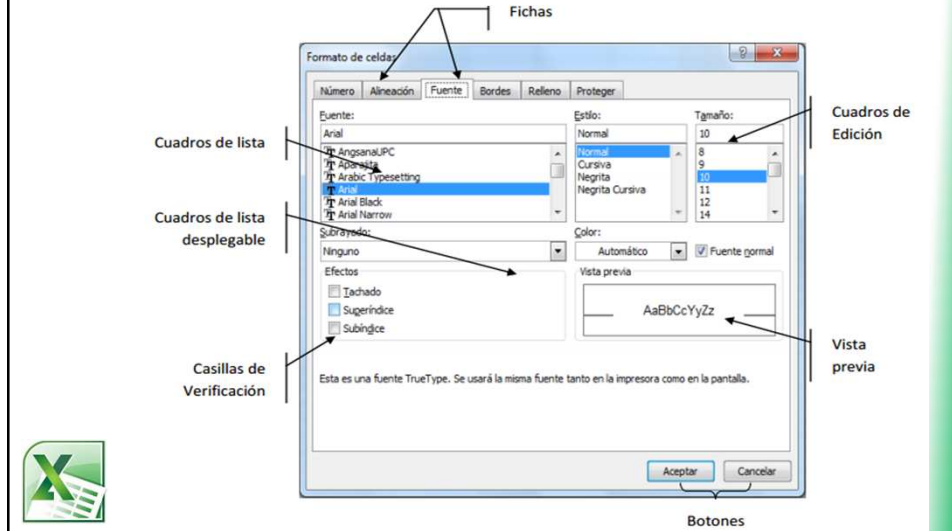 Fichas
Formato de celdas
Número Alineación Fuente Bordes Relleno Proteger
Fuente: Estilo: Tamaño:
Arial Normal 10
AngsanaUPC Normal 8
Aparajita Cursiva 9
Arabic Typesetting Negrita 10
Arial Negrita Cursiva 11
Arial Black 12
Arial Narrow 14
Subrayado: Color:
Ninguno Automático Fuente normal
Efectos Vista previa
Tachado
Superíndice AaBbCcYyZz
Subíndice
Esta es una fuente TrueType. Se usará la misma fuente tanto en la impresora como en la pantalla.
Aceptar Cancelar
Cuadros de lista
Cuadros de lista
desplegable
Casillas de
Verificación
Cuadros de
Edición
Vista
previa
Botones